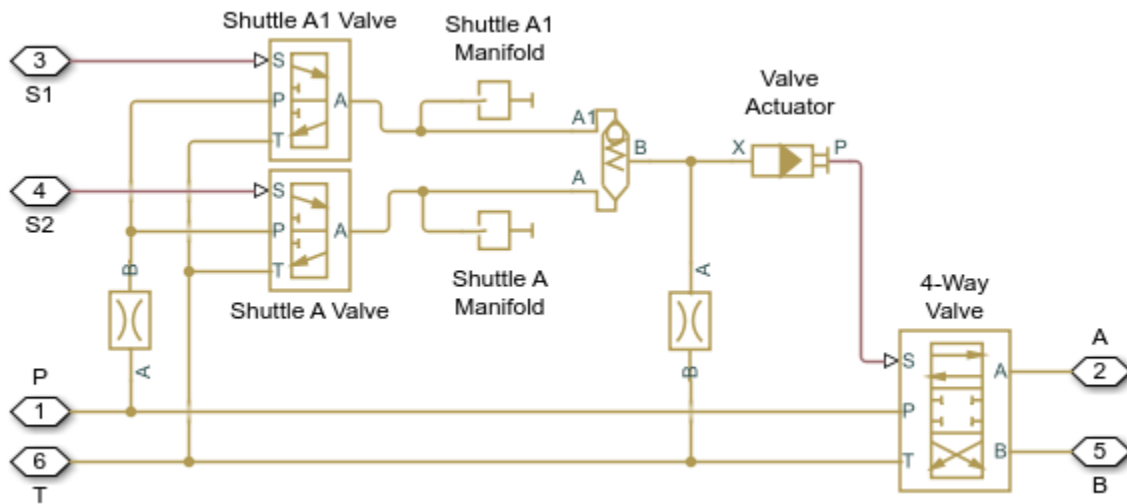 Shuttle A1 Valve
Shuttle A1
Manifold
3
S1
S
P
T
A
A1
Valve
Actuator
B
X
P
4
S2
S
P
T
A
A
Shuttle A Valve
Shuttle A
Manifold
B
A
A
B
4-Way
Valve
P
1
6
T
S
P
T
A
B
A
2
5
B